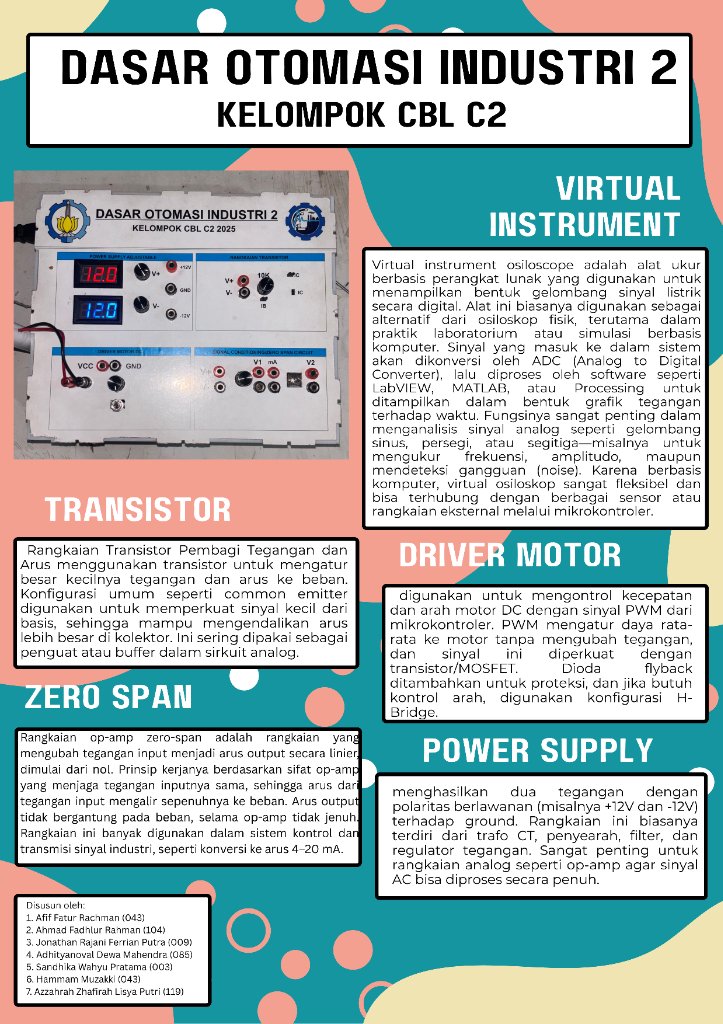 DASAR OTOMASI INDUSTRI 2
KELOMPOK CBL C2
DASAR OTOMASI INDUSTRI 2
KELOMPOK CBL C2 2025
POWER SUPPLY ADJUSTABLE
RANGKAIAN TRANSISTOR
12.0
V+
+12V
GND
12.0
V-
-12V
V+
V-
10K
IC
IB
VCC
GND
V1
mA
V2
VIRTUAL
INSTRUMENT
Virtual instrument osiloscope adalah alat ukur
berbasis perangkat lunak yang digunakan untuk
menampilkan bentuk gelombang sinyal listrik
secara digital. Alat ini biasanya digunakan sebagai
alternatif dari osiloskop fisik, terutama dalam
praktik laboratorium atau simulasi berbasis
komputer. Sinyal yang masuk ke dalam sistem
akan dikonversi oleh ADC (Analog to Digital
Converter), lalu diproses oleh software seperti
LabVIEW, MATLAB, atau Processing untuk
ditampilkan dalam bentuk grafik tegangan
terhadap waktu. Fungsinya sangat penting dalam
menganalisis sinyal analog seperti gelombang
sinus, persegi, atau segitiga—misalnya untuk
mengukur frekuensi, amplitudo, maupun
mendeteksi gangguan (noise). Karena berbasis
komputer, virtual osiloskop sangat fleksibel dan
bisa terhubung dengan berbagai sensor atau
rangkaian eksternal melalui mikrokontroler.
TRANSISTOR
Rangkaian Transistor Pembagi Tegangan dan
Arus menggunakan transistor untuk mengatur
besar kecilnya tegangan dan arus ke beban.
Konfigurasi umum seperti common emitter
digunakan untuk memperkuat sinyal kecil dari
basis, sehingga mampu mengendalikan arus
lebih besar di kolektor. Ini sering dipakai sebagai
penguat atau buffer dalam sirkuit analog.
DRIVER MOTOR
digunakan untuk mengontrol kecepatan
dan arah motor DC dengan sinyal PWM dari
mikrokontroler. PWM mengatur daya rata-
rata ke motor tanpa mengubah tegangan,
dan sinyal ini diperkuat dengan
transistor/MOSFET. Dioda flyback
ditambahkan untuk proteksi, dan jika butuh
kontrol arah, digunakan konfigurasi H-
Bridge.
ZERO SPAN
Rangkaian op-amp zero-span adalah rangkaian yang
mengubah tegangan input menjadi arus output secara linier,
dimulai dari nol. Prinsip kerjanya berdasarkan sifat op-amp
yang menjaga tegangan inputnya sama, sehingga arus dari
tegangan input mengalir sepenuhnya ke beban. Arus output
tidak bergantung pada beban, selama op-amp tidak jenuh.
Rangkaian ini banyak digunakan dalam sistem kontrol dan
transmisi sinyal industri, seperti konversi ke arus 4–20 mA.
POWER SUPPLY
menghasilkan dua tegangan dengan
polaritas berlawanan (misalnya +12V dan -12V)
terhadap ground. Rangkaian ini biasanya
terdiri dari trafo CT, penyearah, filter, dan
regulator tegangan. Sangat penting untuk
rangkaian analog seperti op-amp agar sinyal
AC bisa diproses secara penuh.
Disusun oleh:
1. Afif Fatur Rachman (043)
2. Ahmad Fadhlur Rahman (104)
3. Jonathan Rajani Ferrian Putra (009)
4. Adhityanoval Dewa Mahendra (085)
5. Sandhika Wahyu Pratama (003)
6. Hammam Muzakki (043)
7. Azzahrah Zhafirah Lisya Putri (119)